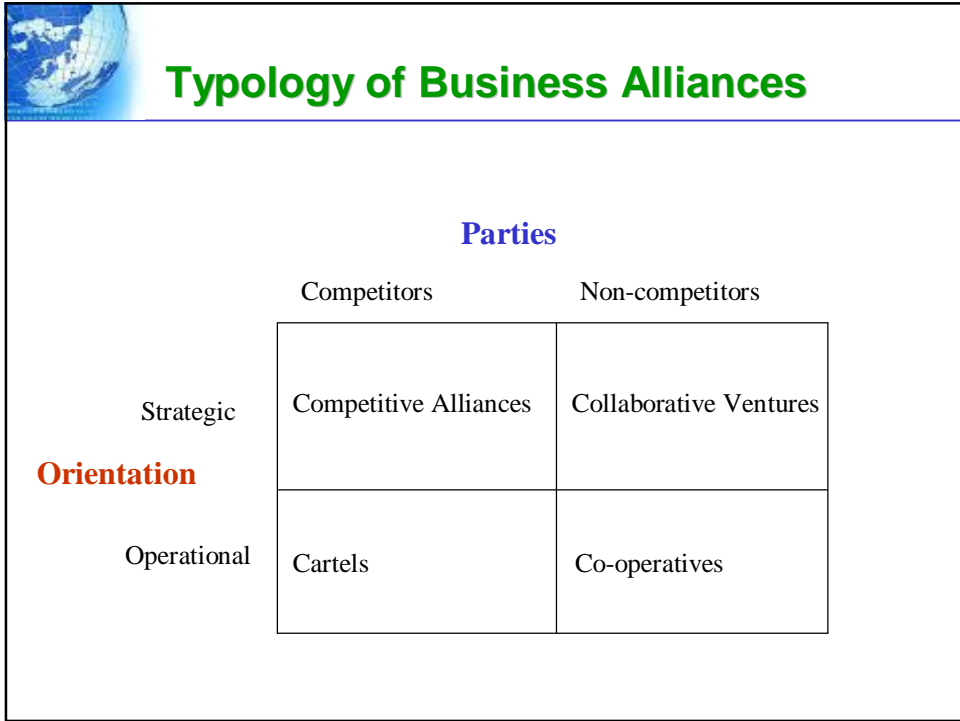 Typology of Business Alliances
Parties
Competitors Non-competitors
Strategic Competitive Alliances Collaborative Ventures
Orientation
Operational Cartels Co-operatives